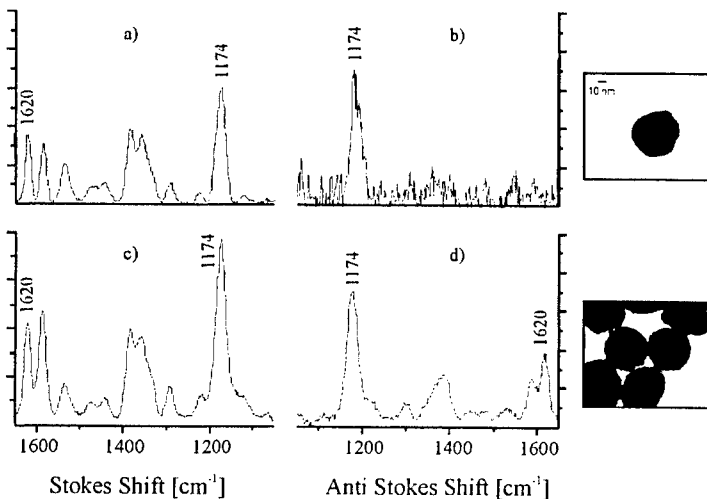 a)
b)
1174
1174
1620
10 nm
c)
d)
1174
1174
1620
1620
1600 1400 1200
1200 1400 1600
Stokes Shift [cm⁻¹]
Anti Stokes Shift [cm⁻¹]